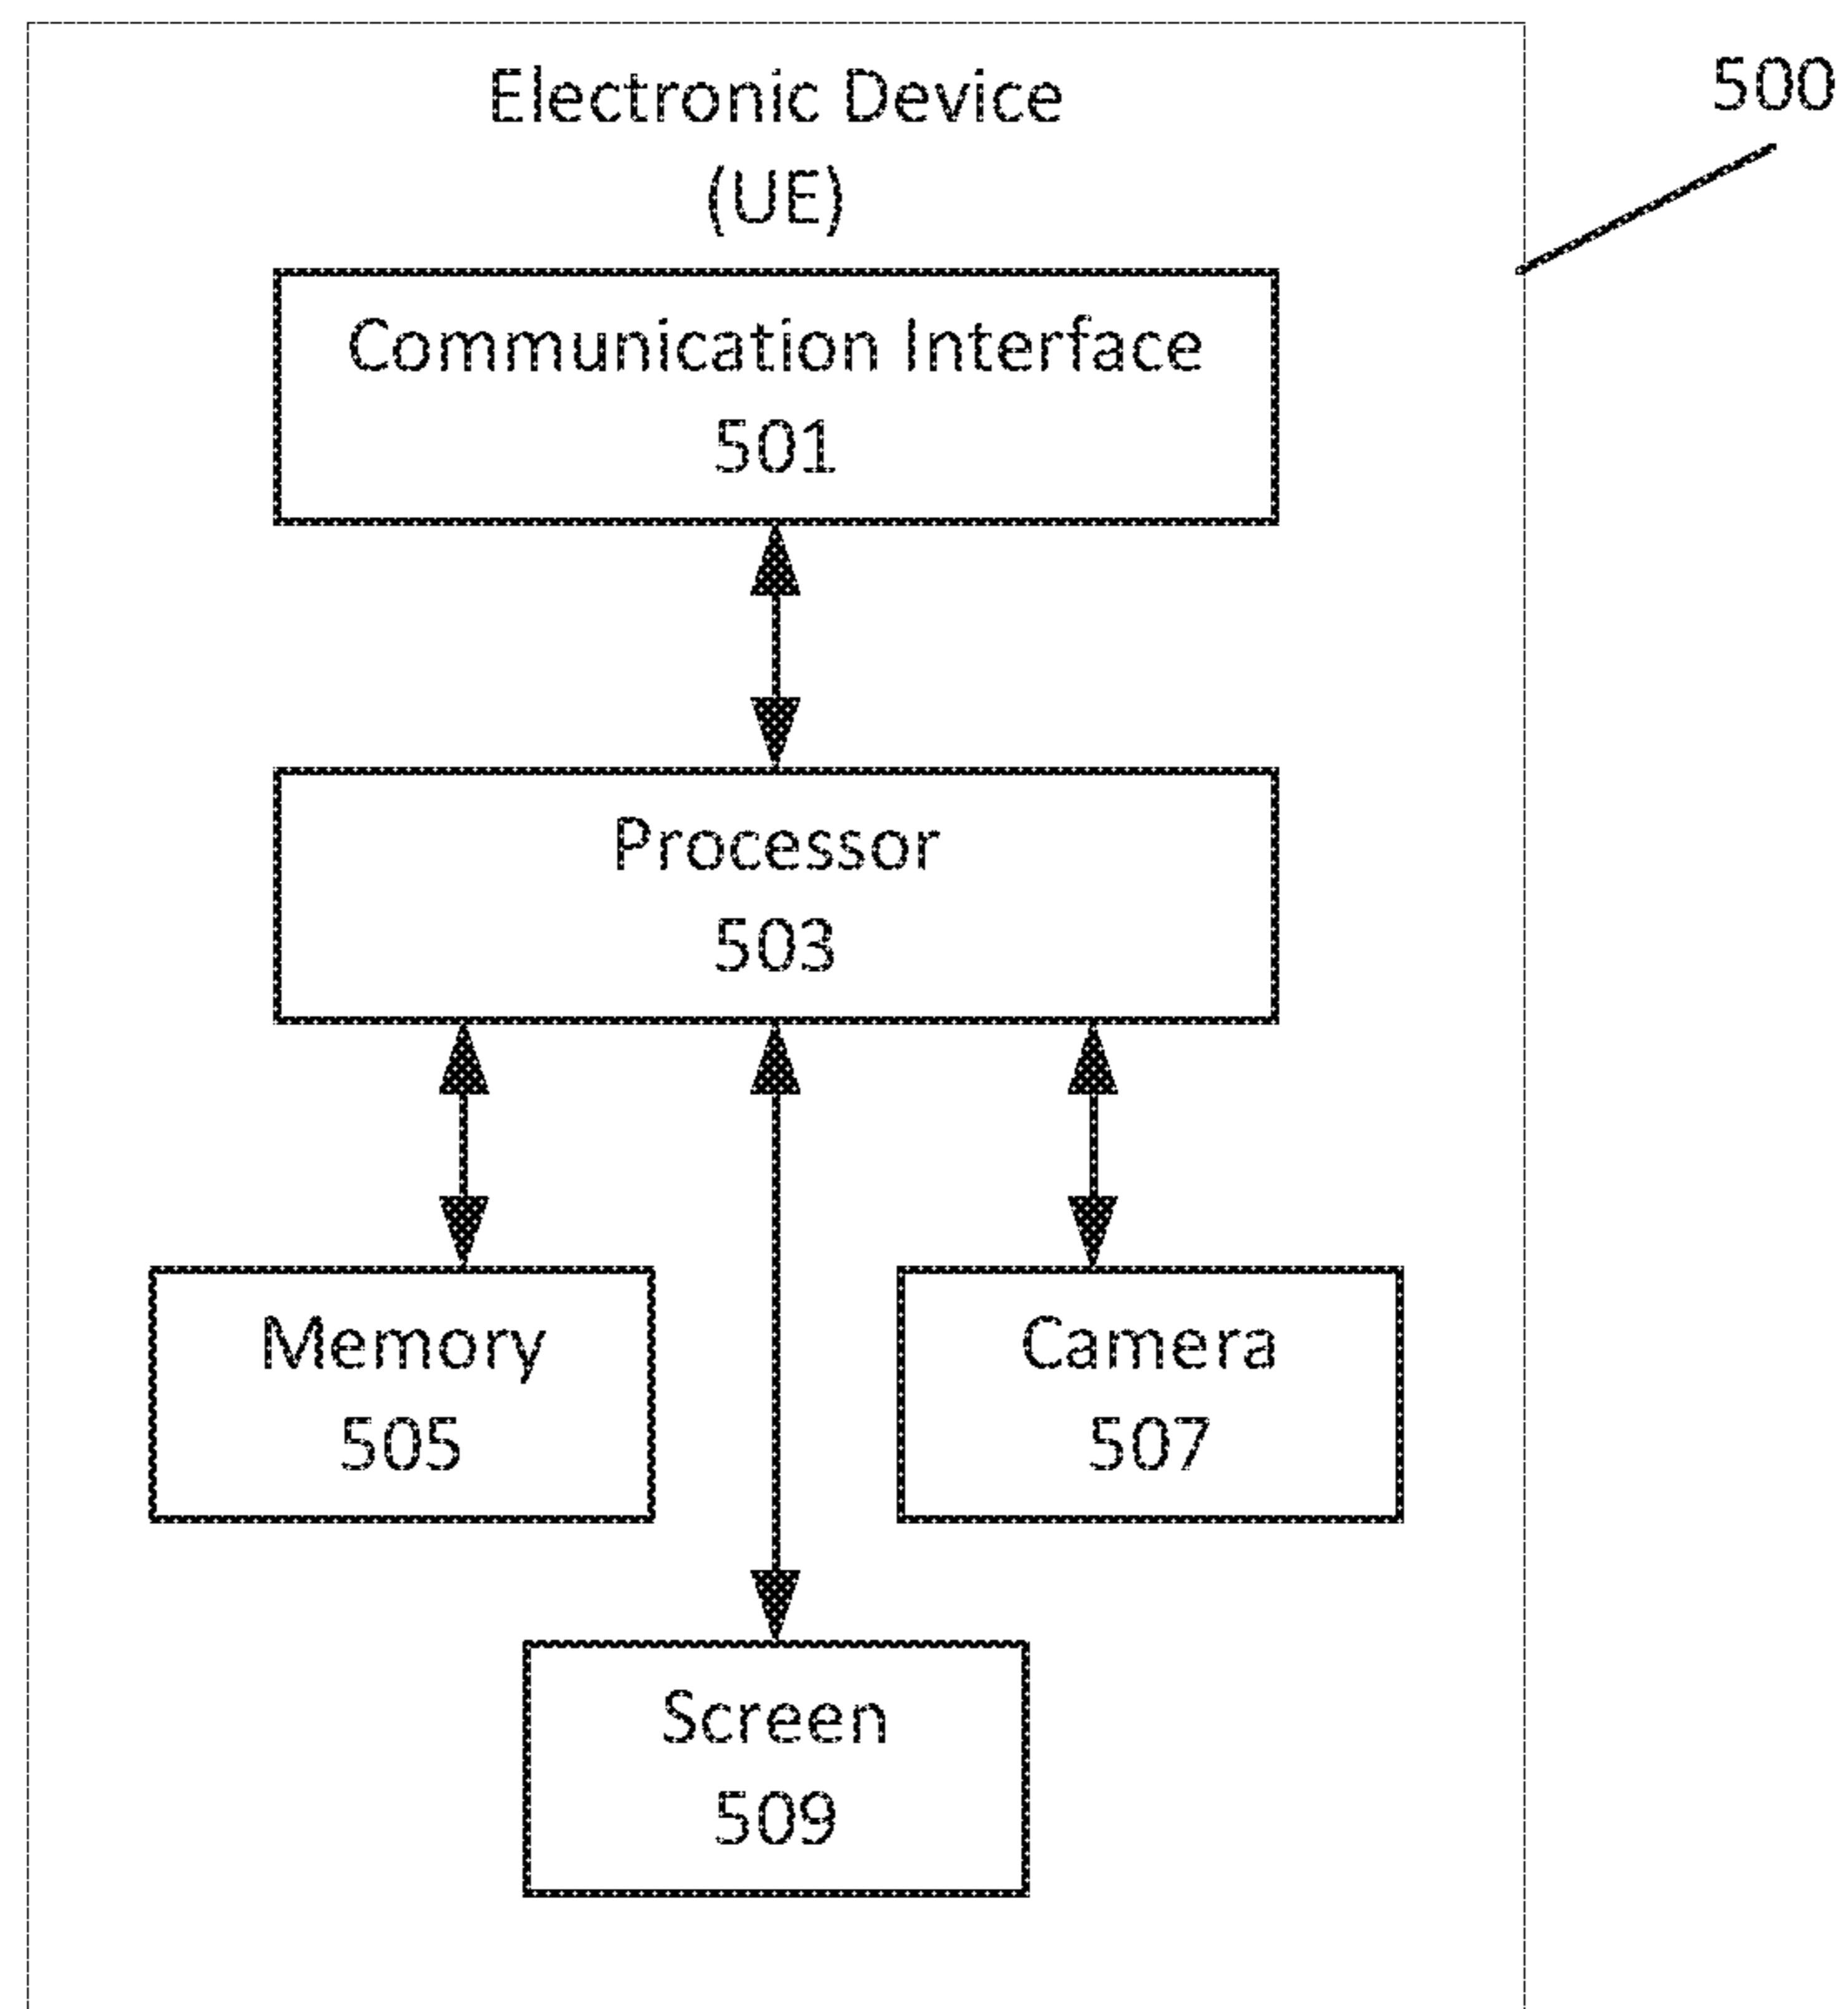 Electronic Device
500
(UE)
Communication Interface
501
Processor
503
Memory
505
Camera
507
Screen
509